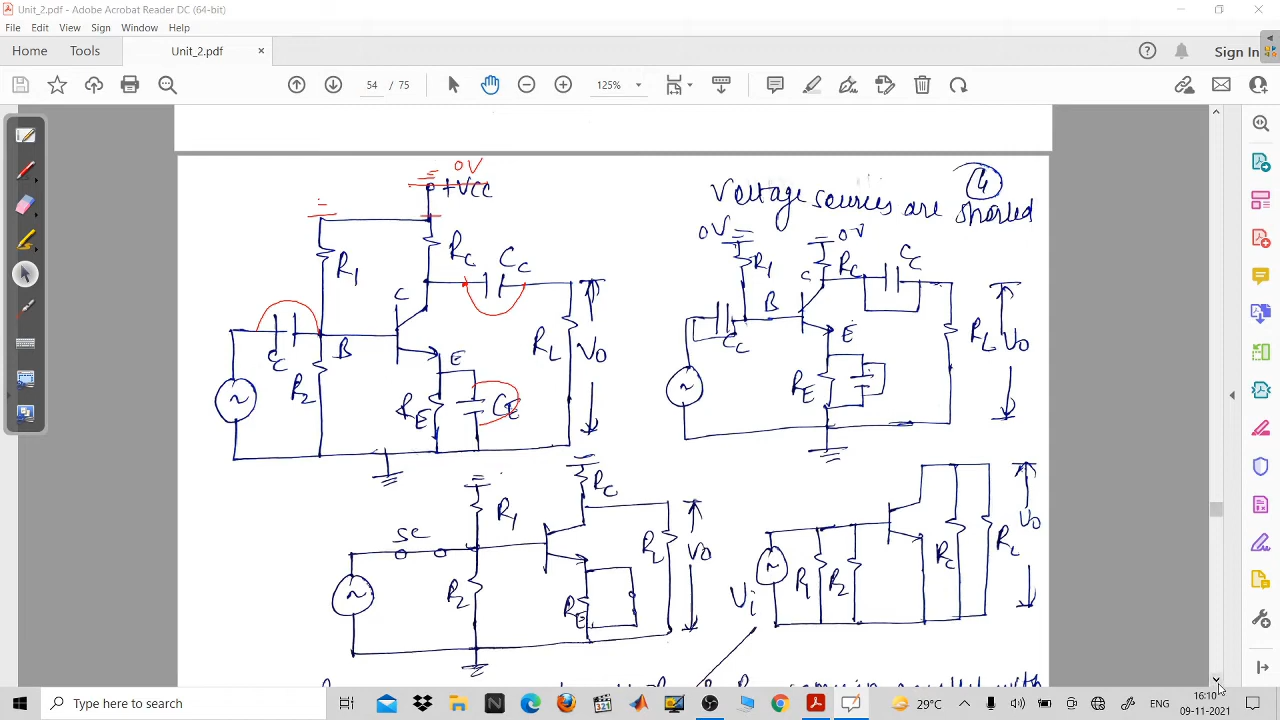 Unit_2.pdf - Adobe Acrobat Reader DC (64-bit)
File Edit View Sign Window Help
Home Tools Unit_2.pdf × Sign In
54 / 75 125%
0V
+VCC
R1
RC
CC
C
CC
B
R2
E
RE
CE
RL
VO
Voltage sources are shorted
4
0V
0V
R1
RC
CC
C
B
CC
E
RE
RL
VO
SC
R1
RC
R2
RE
RL
VO
Vi
R1
R2
RC
RL
VO
Type here to search
29°C
ENG
16:10
09-11-2021